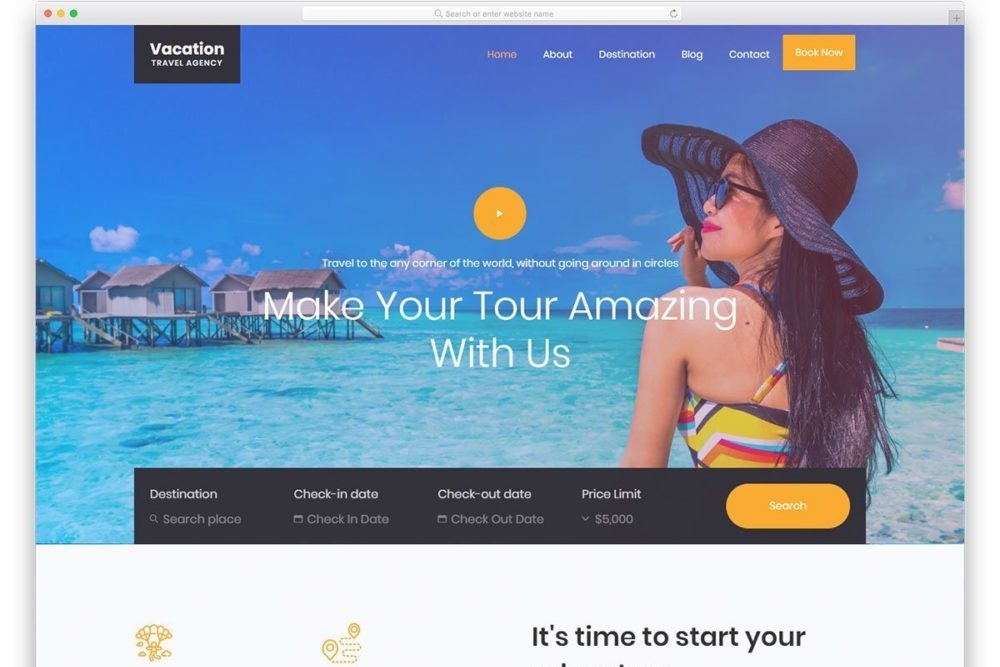 Search or enter website name
Vacation
TRAVEL AGENCY
Home About Destination Blog Contact Book Now
Travel to the any corner of the world, without going around in circles
Make Your Tour Amazing
With Us
Destination Check-in date Check-out date Price Limit
Search place Check In Date Check Out Date $5,000 Search
It's time to start your